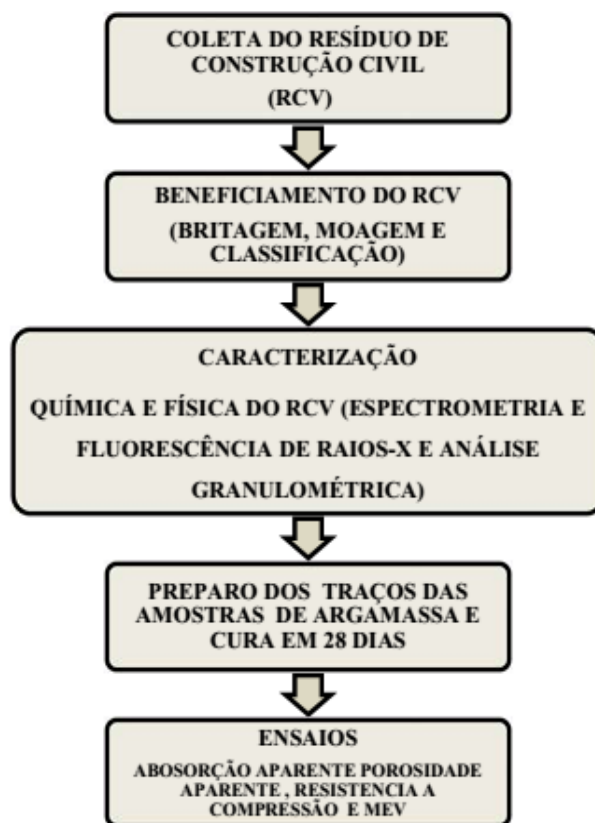 COLETA DO RESÍDUO DE
CONSTRUÇÃO CIVIL
(RCV)
BENEFICIAMENTO DO RCV
(BRITAGEM, MOAGEM E
CLASSIFICAÇÃO)
CARACTERIZAÇÃO
QUÍMICA E FÍSICA DO RCV (ESPECTROMETRIA E
FLUORESCÊNCIA DE RAIOS-X E ANÁLISE
GRANULOMÉTRICA)
PREPARO DOS TRAÇOS DAS
AMOSTRAS DE ARGAMASSA E
CURA EM 28 DIAS
ENSAIOS
ABOSORÇÃO APARENTE POROSIDADE
APARENTE , RESISTENCIA A
COMPRESSÃO E MEV